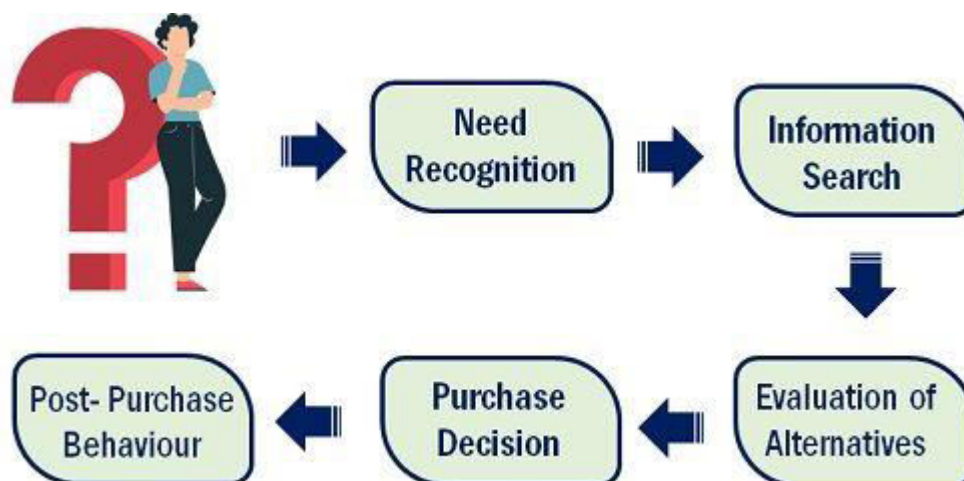 Need
Recognition
Information
Search
Evaluation of
Alternatives
Purchase
Decision
Post- Purchase
Behaviour